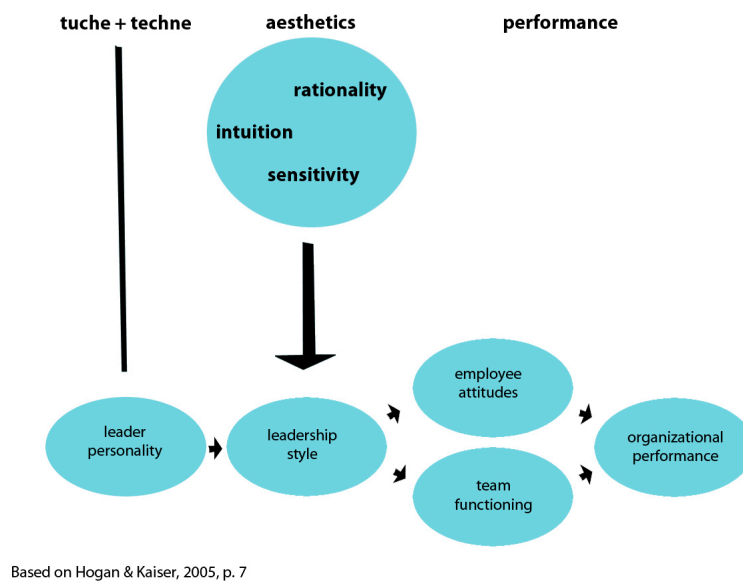 tuche + techne
aesthetics
performance
rationality
intuition
sensitivity
leader
personality
leadership
style
employee
attitudes
team
functioning
organizational
performance
Based on Hogan & Kaiser, 2005, p. 7